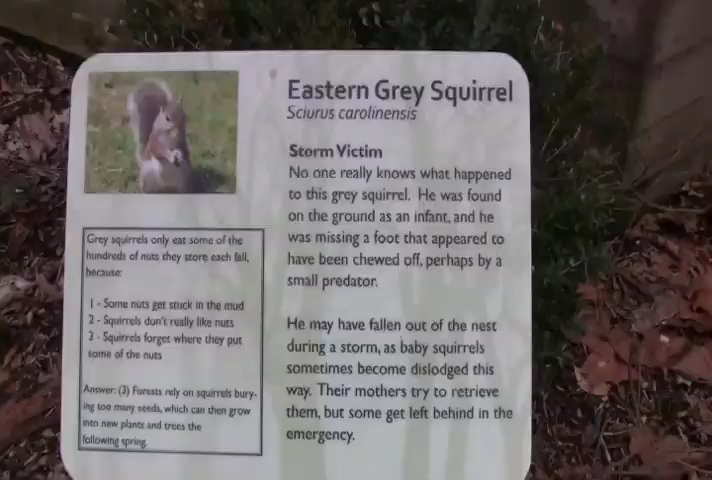 Eastern Grey Squirrel
Sciurus carolinensis
Storm Victim
No one really knows what happened
to this grey squirrel. He was found
on the ground as an infant, and he
was missing a foot that appeared to
have been chewed off, perhaps by a
small predator.
He may have fallen out of the nest
during a storm, as baby squirrels
sometimes become dislodged this
way. Their mothers try to retrieve
them, but some get left behind in the
emergency.
Grey squirrels only eat some of the
hundreds of nuts they store each fall,
because:
1 - Some nuts get stuck in the mud
2 - Squirrels don't really like nuts
3 - Squirrels forget where they put
some of the nuts
Answer: (3) Forests rely on squirrels bury-
ing too many seeds, which can then grow
into new plants and trees the
following spring.